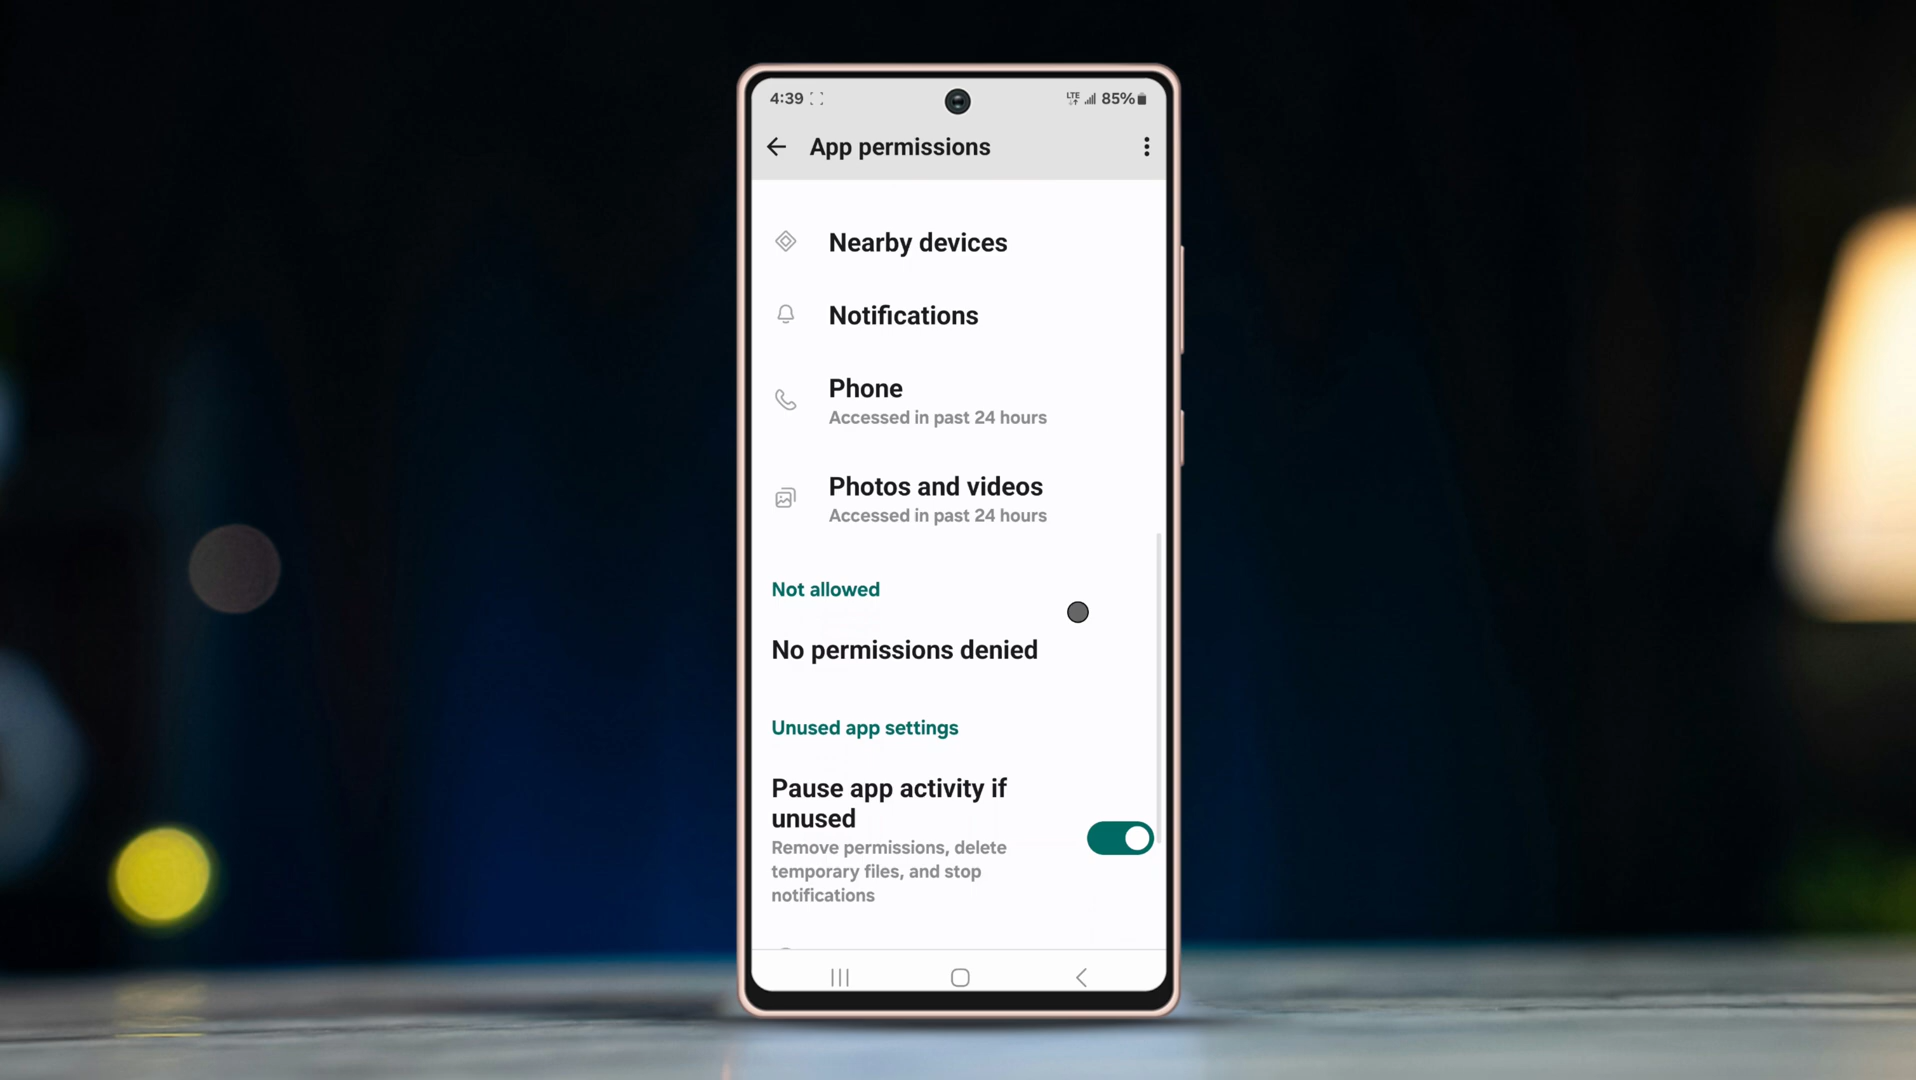 4:39
LTE 85%
App permissions
Nearby devices
Notifications
Phone
Accessed in past 24 hours
Photos and videos
Accessed in past 24 hours
Not allowed
No permissions denied
Unused app settings
Pause app activity if
unused
Remove permissions, delete
temporary files, and stop
notifications